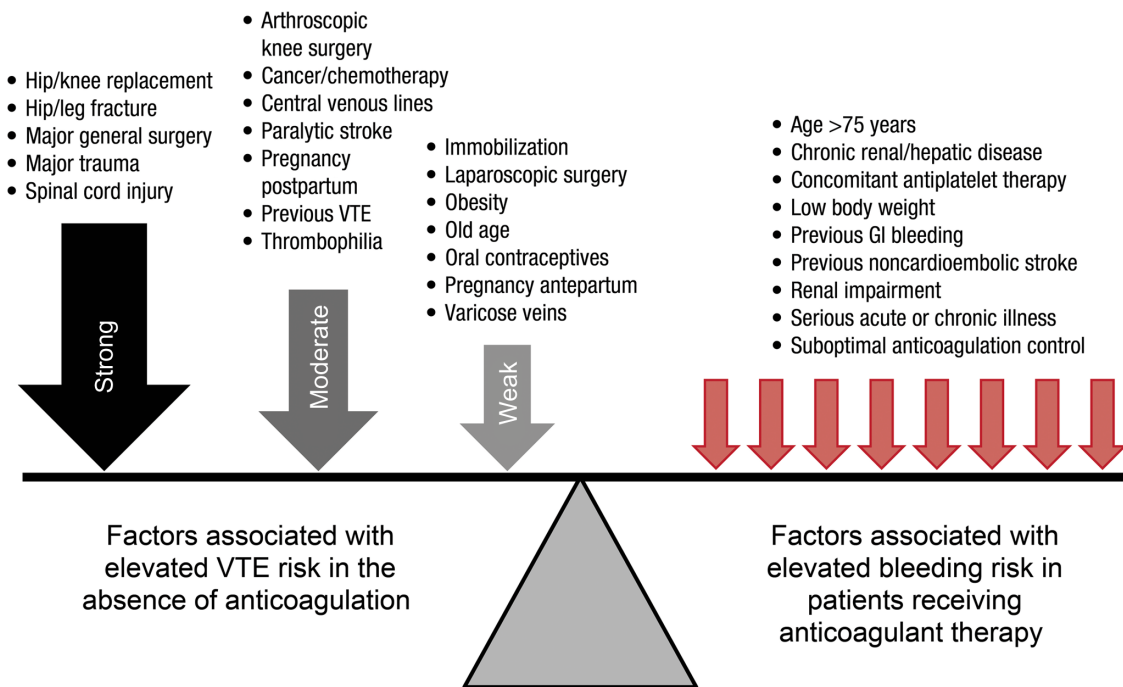 • Hip/knee replacement
• Hip/leg fracture
• Major general surgery
• Major trauma
• Spinal cord injury
Strong
• Arthroscopic
knee surgery
• Cancer/chemotherapy
• Central venous lines
• Paralytic stroke
• Pregnancy
postpartum
• Previous VTE
• Thrombophilia
Moderate
• Immobilization
• Laparoscopic surgery
• Obesity
• Old age
• Oral contraceptives
• Pregnancy antepartum
• Varicose veins
Weak
• Age >75 years
• Chronic renal/hepatic disease
• Concomitant antiplatelet therapy
• Low body weight
• Previous GI bleeding
• Previous noncardioembolic stroke
• Renal impairment
• Serious acute or chronic illness
• Suboptimal anticoagulation control
Factors associated with
elevated VTE risk in the
absence of anticoagulation
Factors associated with
elevated bleeding risk in
patients receiving
anticoagulant therapy